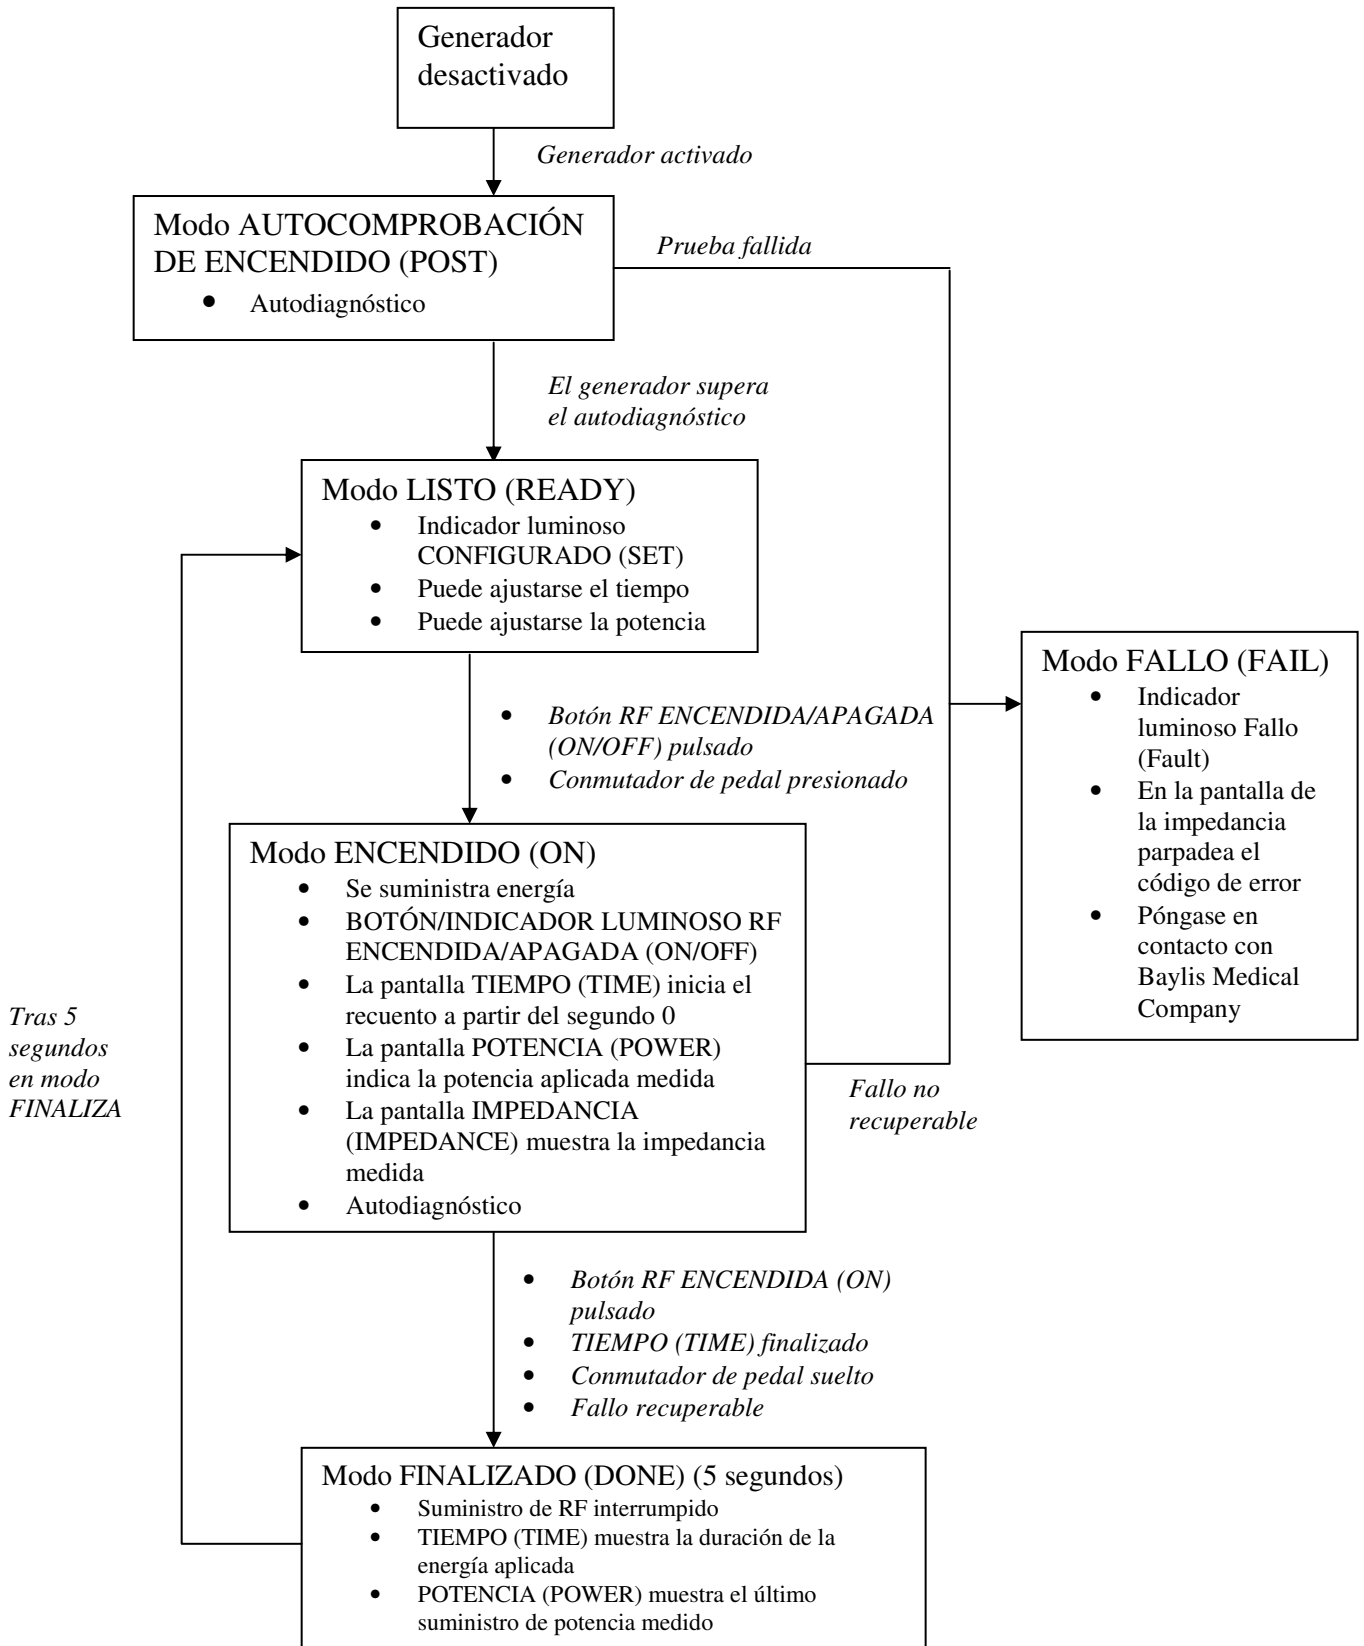 Generador
desactivado
Generador activado
Modo AUTOCOMPROBACIÓN
DE ENCENDIDO (POST)
• Autodiagnóstico
Prueba fallida
El generador supera
el autodiagnóstico
Modo LISTO (READY)
• Indicador luminoso
CONFIGURADO (SET)
• Puede ajustarse el tiempo
• Puede ajustarse la potencia
• Botón RF ENCENDIDA/APAGADA
(ON/OFF) pulsado
• Conmutador de pedal presionado
Modo FALLO (FAIL)
• Indicador
luminoso Fallo
(Fault)
• En la pantalla de
la impedancia
parpadea el
código de error
• Póngase en
contacto con
Baylis Medical
Company
Modo ENCENDIDO (ON)
• Se suministra energía
• BOTÓN/INDICADOR LUMINOSO RF
ENCENDIDA/APAGADA (ON/OFF)
• La pantalla TIEMPO (TIME) inicia el
recuento a partir del segundo 0
• La pantalla POTENCIA (POWER)
indica la potencia aplicada medida
• La pantalla IMPEDANCIA
(IMPEDANCE) muestra la impedancia
medida
• Autodiagnóstico
Tras 5
segundos
en modo
FINALIZA
Fallo no
recuperable
• Botón RF ENCENDIDA (ON)
pulsado
• TIEMPO (TIME) finalizado
• Conmutador de pedal suelto
• Fallo recuperable
Modo FINALIZADO (DONE) (5 segundos)
• Suministro de RF interrumpido
• TIEMPO (TIME) muestra la duración de la
energía aplicada
• POTENCIA (POWER) muestra el último
suministro de potencia medido